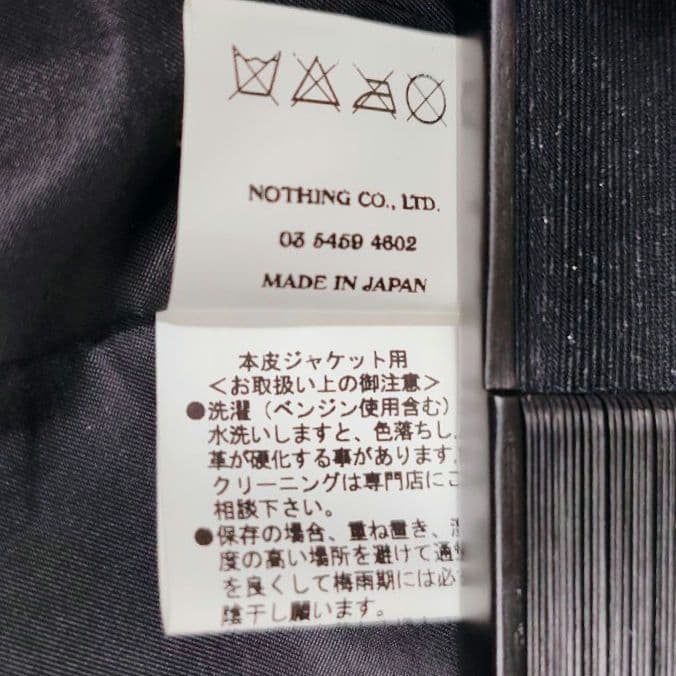 NOTHING CO., LTD.
03 5459 4602
MADE IN JAPAN
本皮ジャケット用
＜お取扱い上の御注意＞
●洗濯（ベンジン使用含む）
水洗いしますと、色落ちし
革が硬化する事があります
クリーニングは専門店にご
相談下さい。
●保存の場合、重ね置き、
度の高い場所を避けて通
を良くして梅雨期には必
陰干し願います。